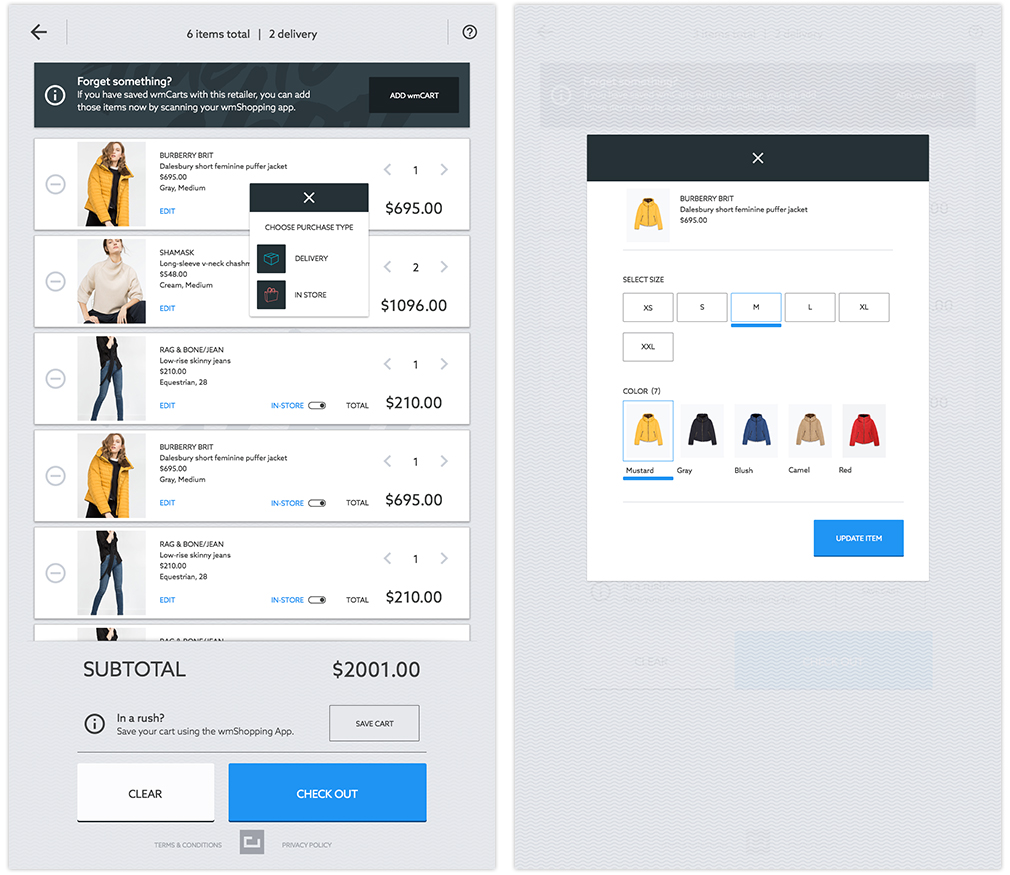 6 items total | 2 delivery
Forget something?
If you have saved wmCarts with this retailer, you can add
those items now by scanning your wmShopping app.
ADD wmCART
BURBERRY BRIT
Dalesbury short feminine puffer jacket
$695.00
Gray, Medium
EDIT
1
$695.00
CHOOSE PURCHASE TYPE
DELIVERY
IN STORE
SHAMASK
Long-sleeve v-neck chashm
$548.00
Cream, Medium
EDIT
2
$1096.00
RAG & BONE/JEAN
Low-rise skinny jeans
$210.00
Equestrian, 28
EDIT
IN-STORE
TOTAL
1
$210.00
BURBERRY BRIT
Dalesbury short feminine puffer jacket
$695.00
Gray, Medium
EDIT
IN-STORE
TOTAL
1
$695.00
RAG & BONE/JEAN
Low-rise skinny jeans
$210.00
Equestrian, 28
EDIT
IN-STORE
TOTAL
1
$210.00
RAG & BONE/JEAN
SUBTOTAL
$2001.00
In a rush?
Save your cart using the wmShopping App.
SAVE CART
CLEAR
CHECK OUT
TERMS & CONDITIONS
PRIVACY POLICY
BURBERRY BRIT
Dalesbury short feminine puffer jacket
$695.00
SELECT SIZE
XS
S
M
L
XL
XXL
COLOR (7)
Mustard
Gray
Blush
Camel
Red
UPDATE ITEM
CLEAR